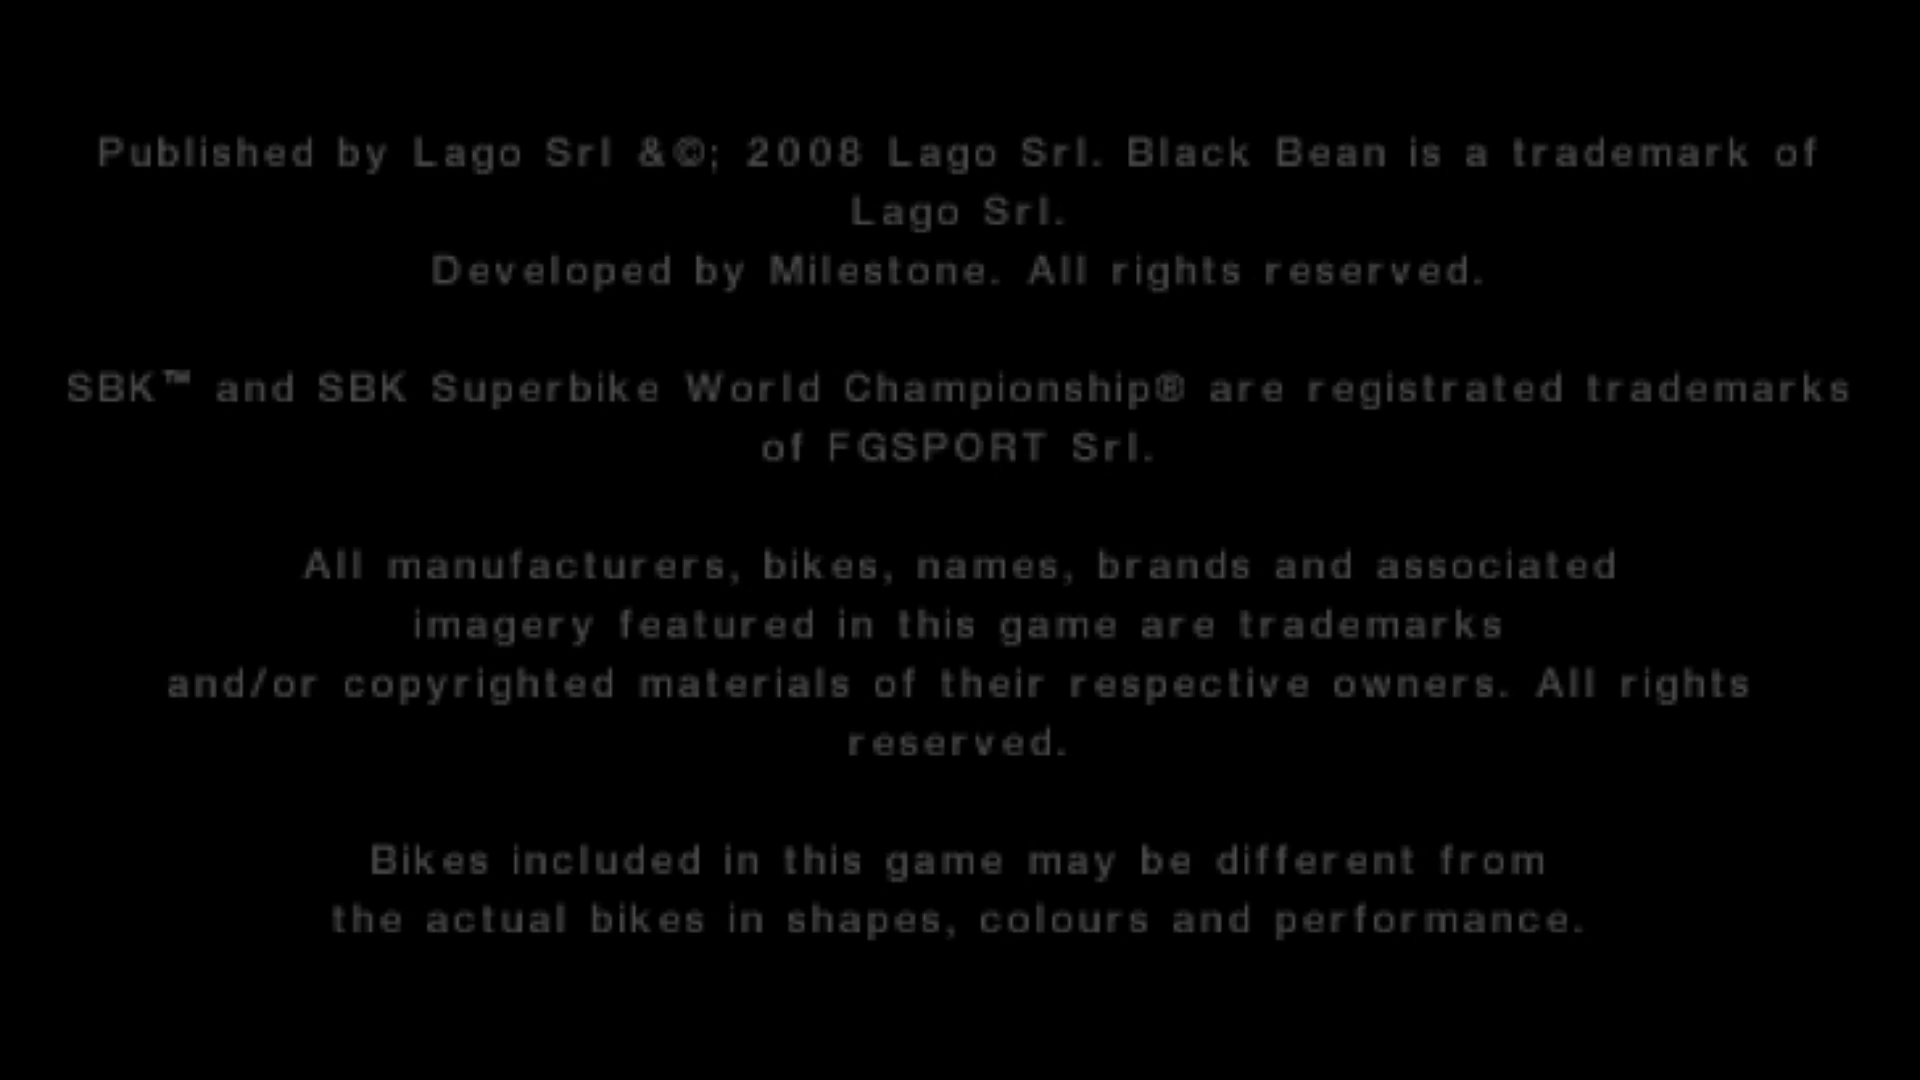 Published by Lago Srl &©; 2008 Lago Srl. Black Bean is a trademark of
Lago Srl.
Developed by Milestone. All rights reserved.
SBK™ and SBK Superbike World Championship® are registrated trademarks
of FGSPORT Srl.
All manufacturers, bikes, names, brands and associated
imagery featured in this game are trademarks
and/or copyrighted materials of their respective owners. All rights
reserved.
Bikes included in this game may be different from
the actual bikes in shapes, colours and performance.